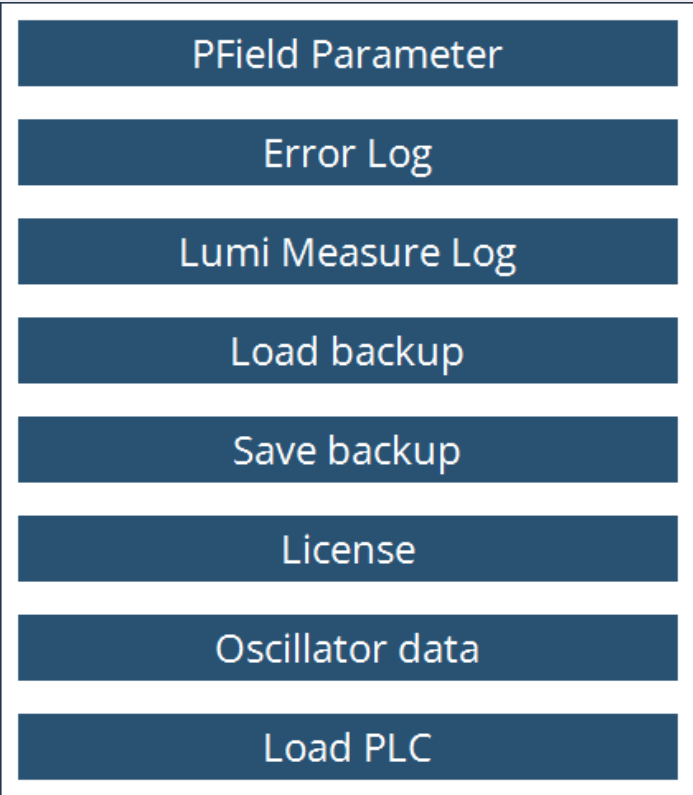 PField Parameter
Error Log
Lumi Measure Log
Load backup
Save backup
License
Oscillator data
Load PLC